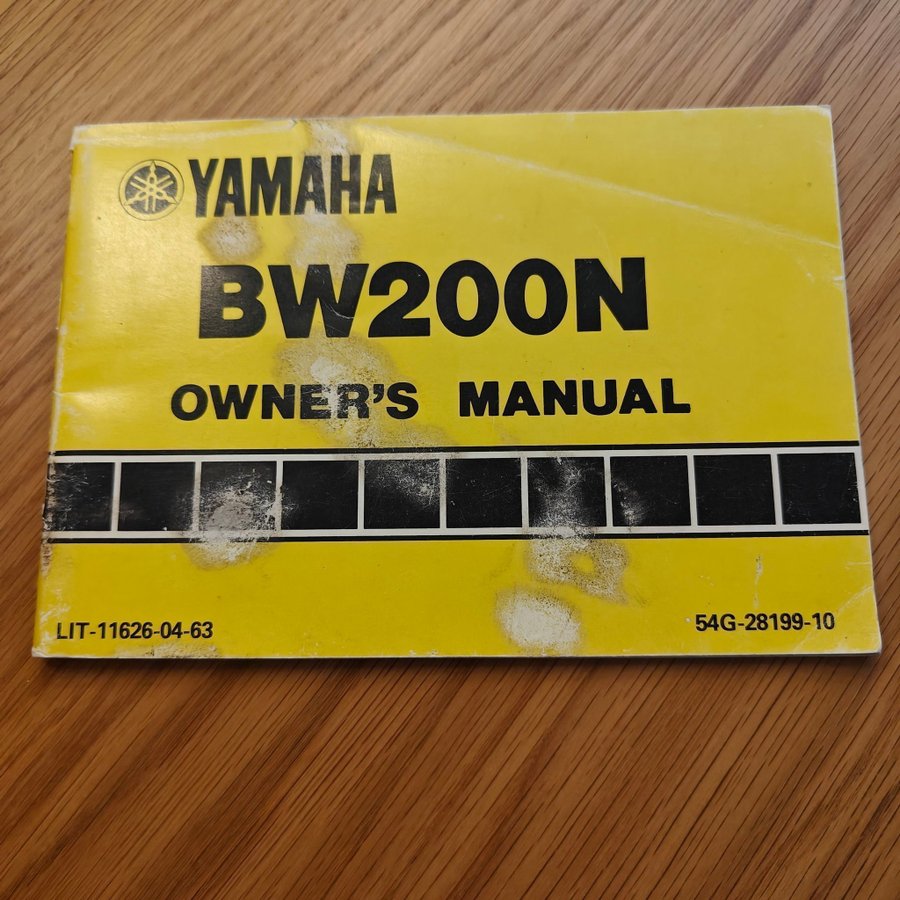 YAMAHA
BW200N
OWNER'S MANUAL
LIT-11626-04-63
54G-28199-10